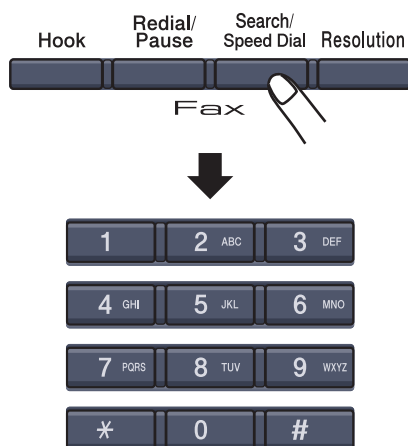 Hook Redial/ Pause Search/ Speed Dial Resolution
Fax
1 2 ABC 3 DEF
4 GHI 5 JKL 6 MNO
7 PQRS 8 TUV 9 WXYZ
* 0 #